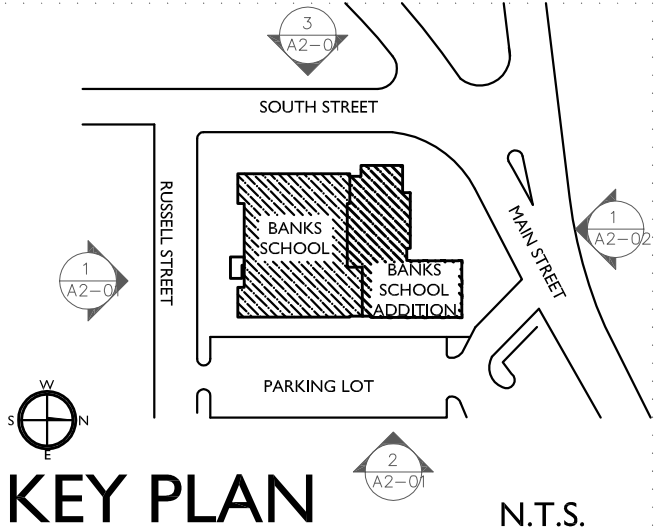 3
A2-01
SOUTH STREET
RUSSELL STREET
BANKS
SCHOOL
MAIN STREET
1
A2-02
1
A2-01
BANKS
SCHOOL
ADDITION
PARKING LOT
W
S
N
E
2
A2-01
KEY PLAN
N.T.S.